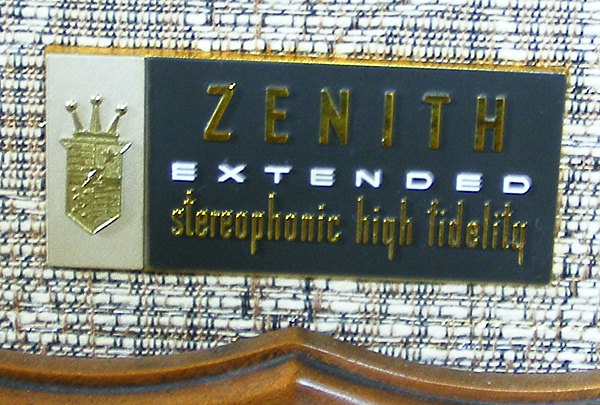 ZENITH
EXTENDED
stereophonic high fidelity